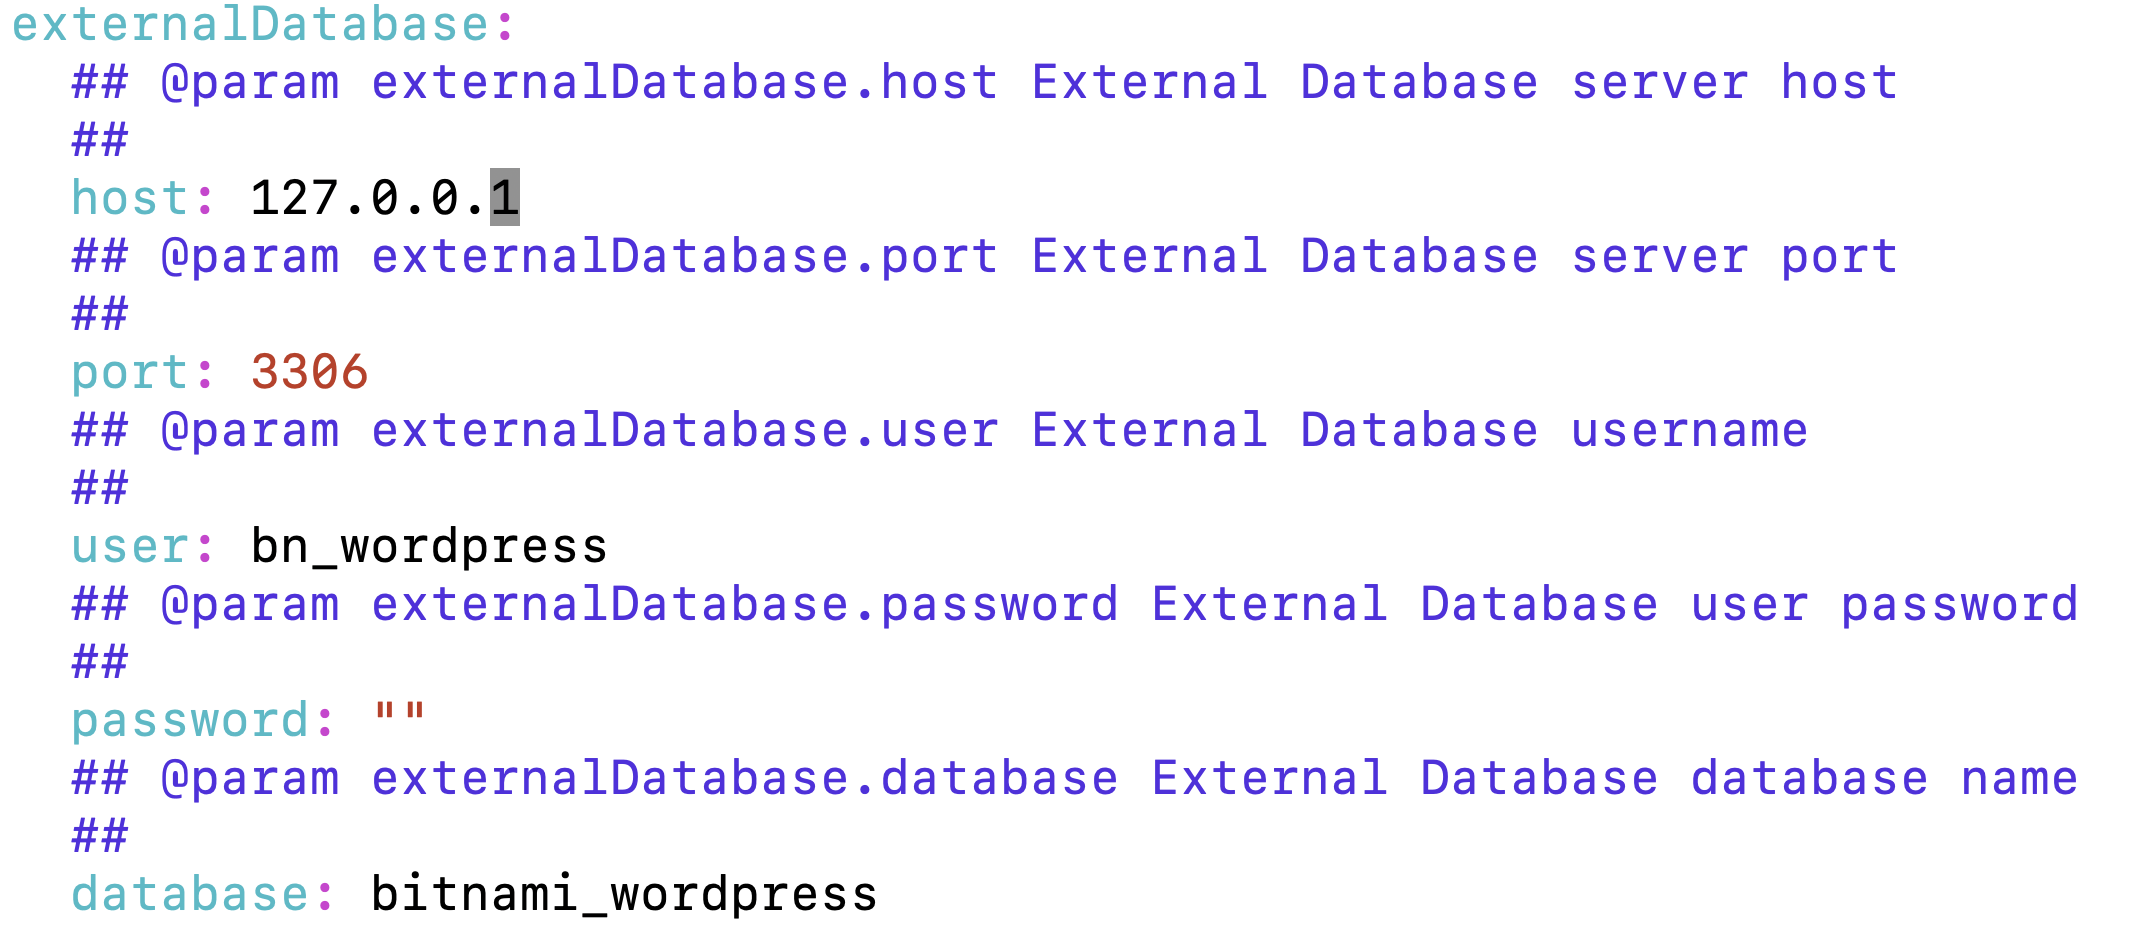 externalDatabase:
  ## @param externalDatabase.host External Database server host
  ##
  host: 127.0.0.1
  ## @param externalDatabase.port External Database server port
  ##
  port: 3306
  ## @param externalDatabase.user External Database username
  ##
  user: bn_wordpress
  ## @param externalDatabase.password External Database user password
  ##
  password: ""
  ## @param externalDatabase.database External Database database name
  ##
  database: bitnami_wordpress